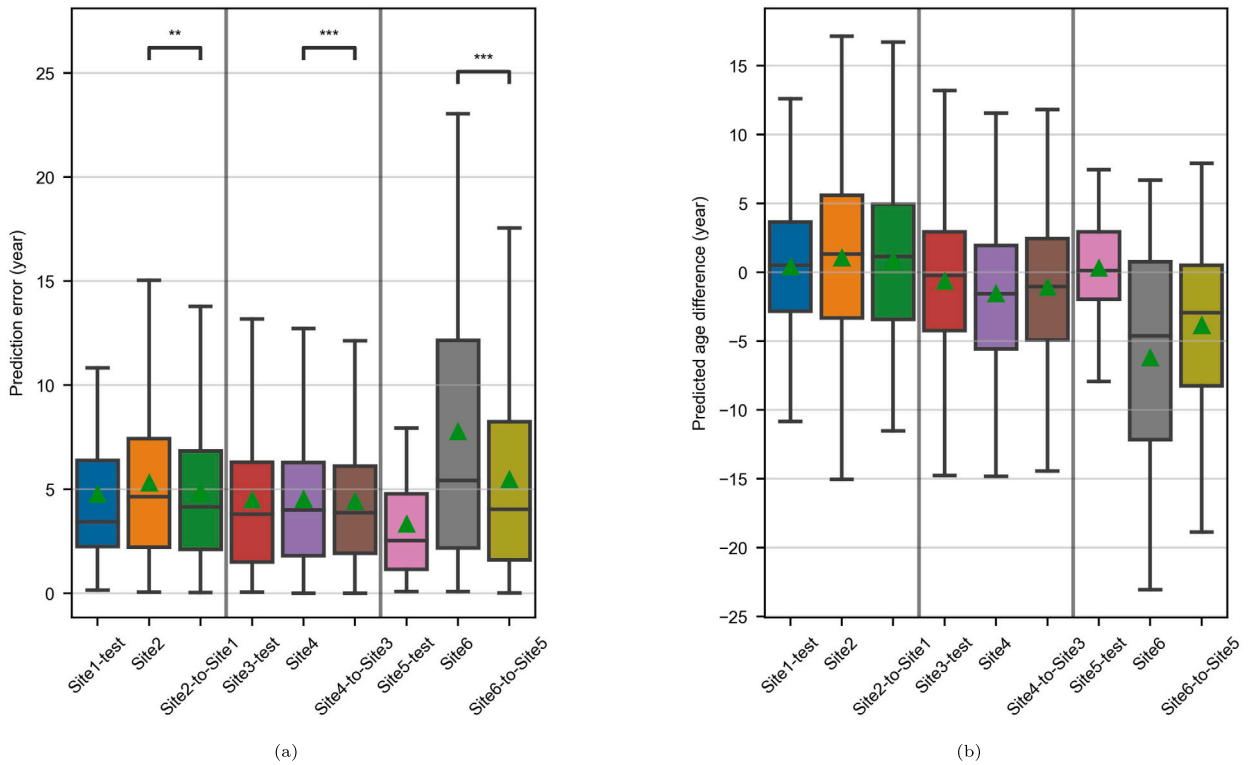 **
***
***
25
20
15
10
5
0
Prediction error (year)
Site1-test
Site2
Site2-to-Site1
Site3-test
Site4
Site4-to-Site3
Site5-test
Site6
Site6-to-Site5
(a)
15
10
5
0
−5
−10
−15
−20
−25
Predicted age difference (year)
Site1-test
Site2
Site2-to-Site1
Site3-test
Site4
Site4-to-Site3
Site5-test
Site6
Site6-to-Site5
(b)